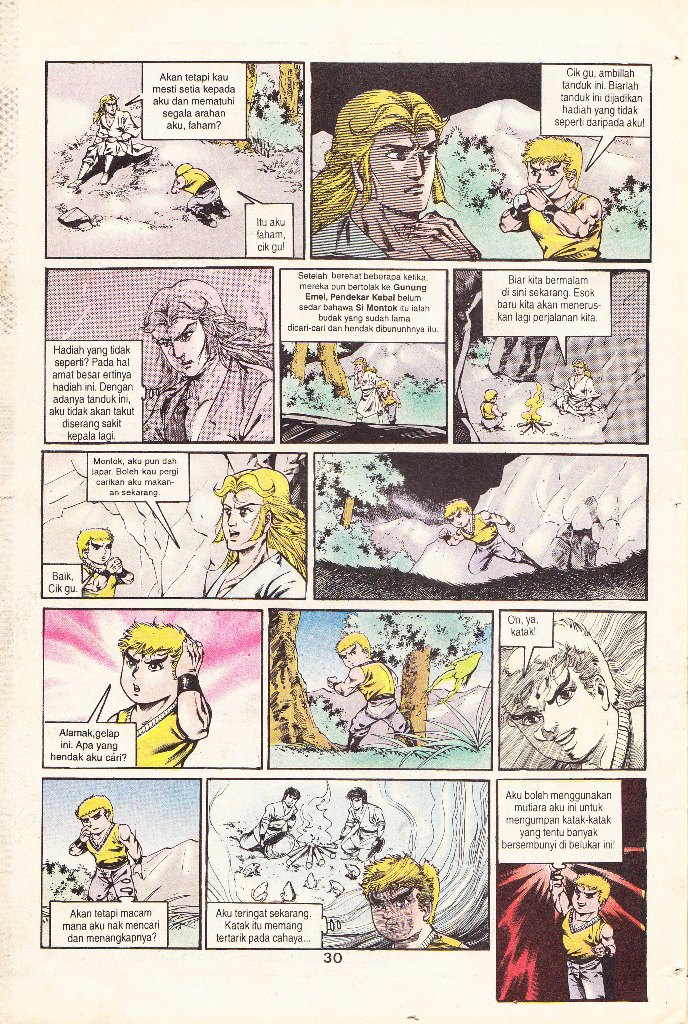 Akan tetapi kau
mesti setia kepada
aku dan mematuhi
segala arahan
aku, faham?
Itu aku
faham,
cik gu!
Cik gu, ambillah
tanduk ini. Biarlah
tanduk ini dijadikan
hadiah yang tidak
seperti daripada aku!
Hadiah yang tidak
seperti? Pada hal
amat besar ertinya
hadiah ini. Dengan
adanya tanduk ini,
aku tidak akan takut
diserang sakit
kepala lagi.
Setelah berehat beberapa ketika,
mereka pun bertolak ke Gunung
Emei, Pendekar Kebal belum
sedar bahawa Si Montok itu ialah
budak yang sudah lama
dicari-cari dan hendak dibunuhnya itu.
Biar kita bermalam
di sini sekarang. Esok
baru kita akan menerus-
kan lagi perjalanan kita.
Montok, aku pun dah
lapar. Boleh kau pergi
carikan aku makan-
an sekarang.
Baik,
Cik gu.
Alamak,gelap
ini. Apa yang
hendak aku cari?
Oh, ya,
katak!
Akan tetapi macam
mana aku nak mencari
dan menangkapnya?
Aku teringat sekarang.
Katak itu memang
tertarik pada cahaya...
Aku boleh menggunakan
mutiara aku ini untuk
mengumpan katak-katak
yang tentu banyak
bersembunyi di belukar ini!
30